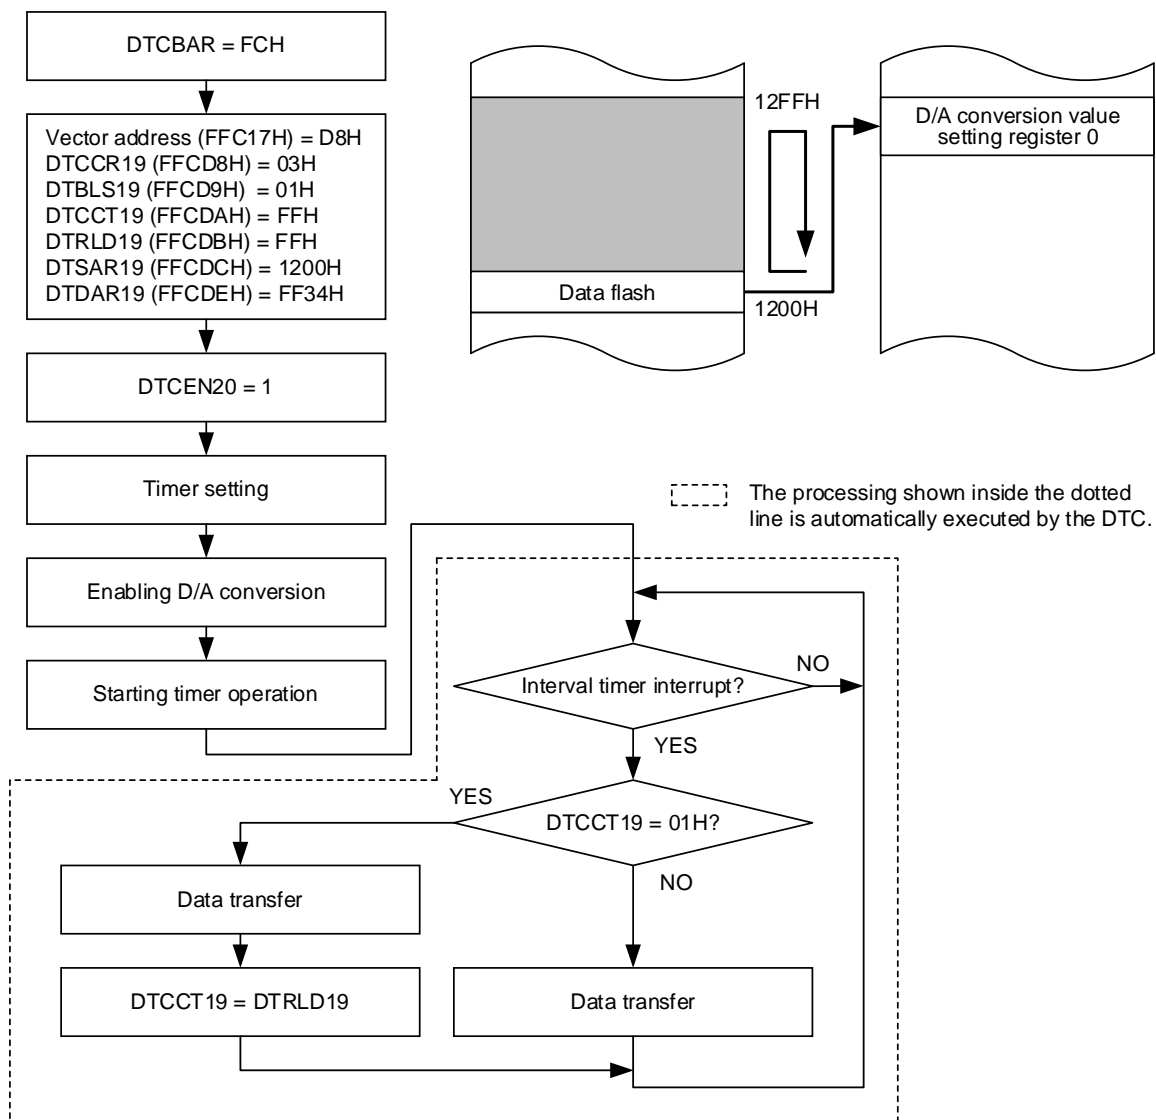 DTCBAR = FCH
Vector address (FFC17H) = D8H
DTCCR19 (FFCD8H) = 03H
DTBLS19 (FFCD9H) = 01H
DTCCT19 (FFCDAH) = FFH
DTRLD19 (FFCDBH) = FFH
DTSAR19 (FFCDCH) = 1200H
DTDAR19 (FFCDEH) = FF34H
DTCEN20 = 1
Timer setting
Enabling D/A conversion
Starting timer operation
12FFH
D/A conversion value
setting register 0
Data flash
1200H
The processing shown inside the dotted
line is automatically executed by the DTC.
Interval timer interrupt?
NO
YES
DTCCT19 = 01H?
YES
NO
Data transfer
DTCCT19 = DTRLD19
Data transfer